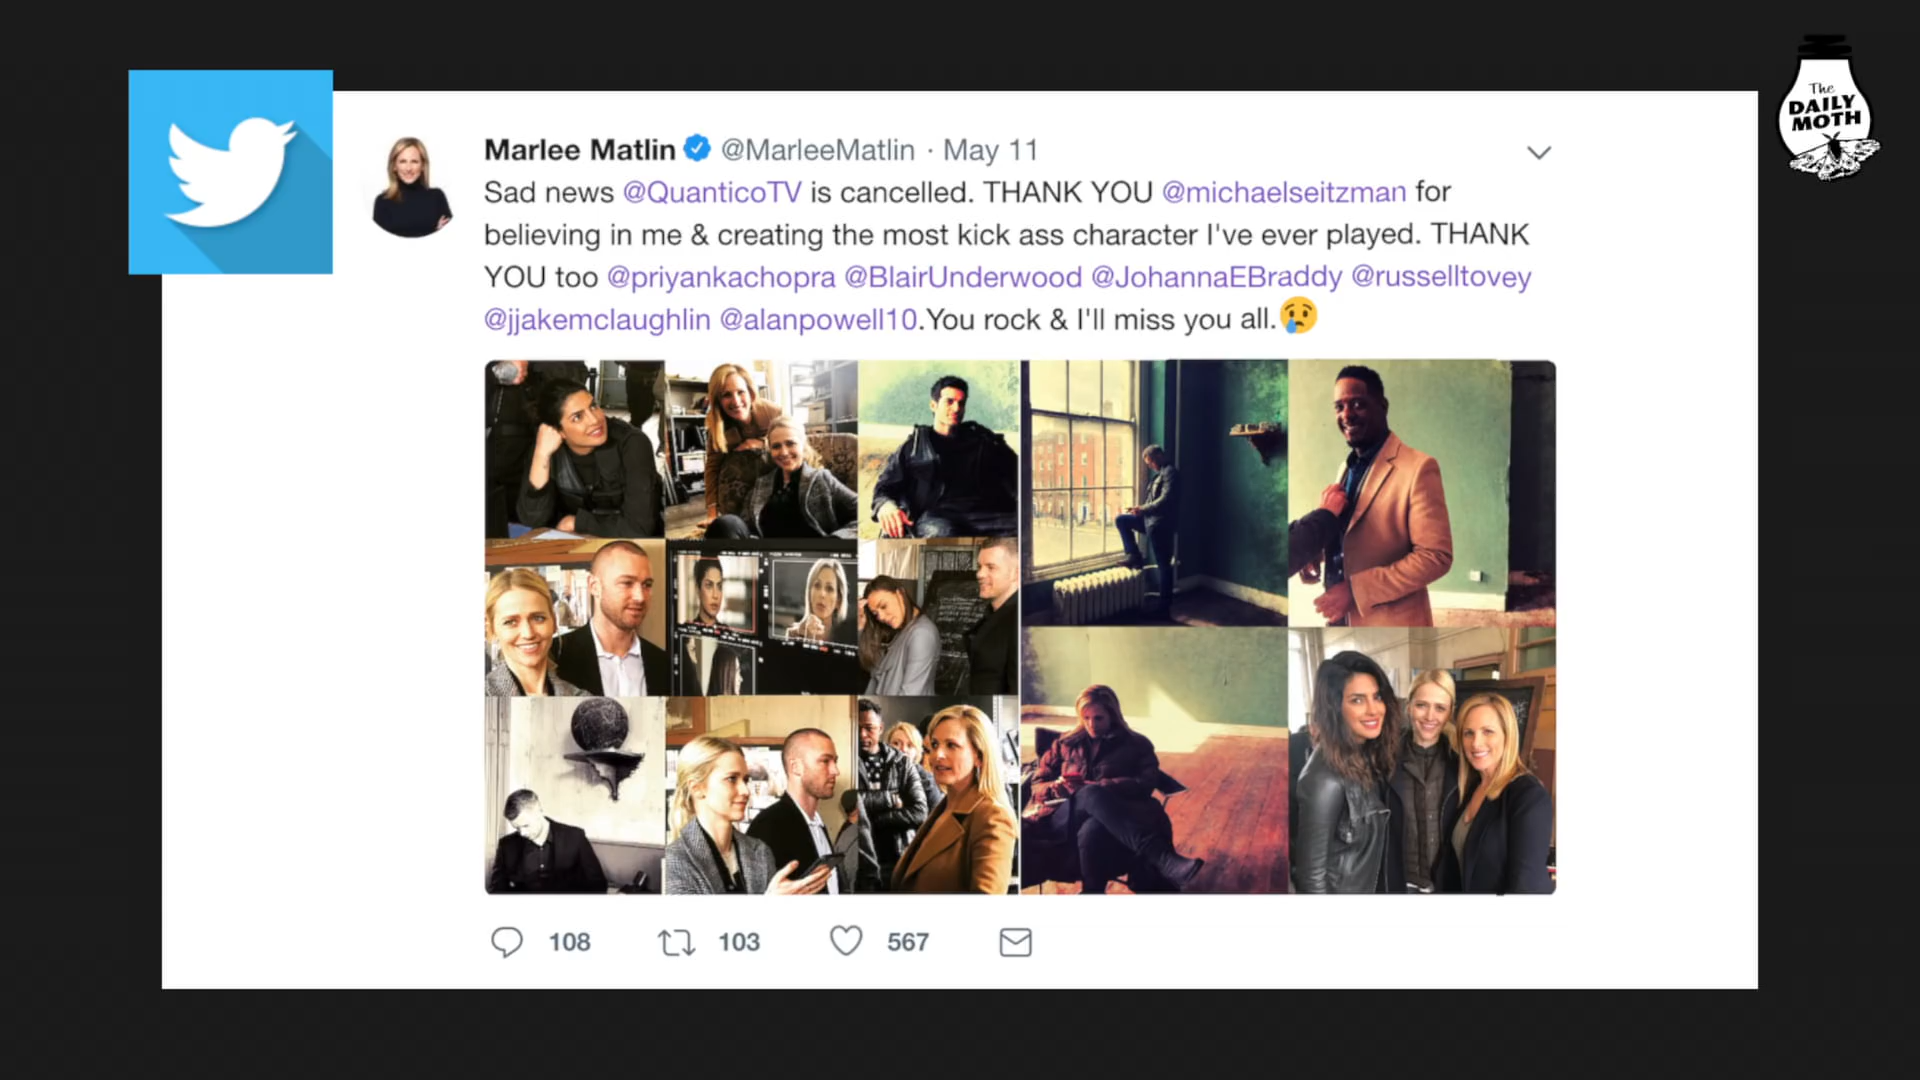 The
DAILY
MOTH
Marlee Matlin @MarleeMatlin · May 11
Sad news @QuanticoTV is cancelled. THANK YOU @michaelseitzman for
believing in me & creating the most kick ass character I've ever played. THANK
YOU too @priyankachopra @BlairUnderwood @JohannaEBraddy @russelltovey
@jjakemclaughlin @alanpowell10.You rock & I'll miss you all.😢
108 103 567